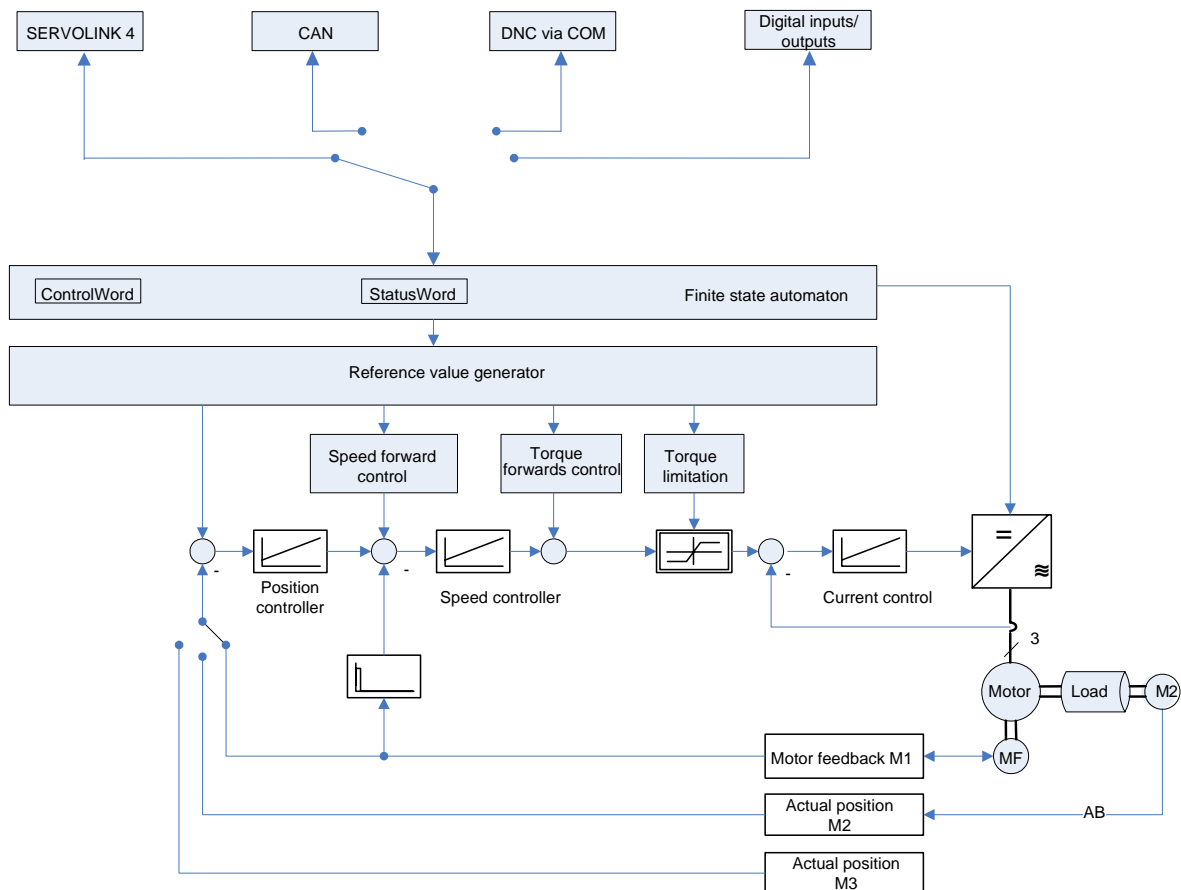 SERVOLINK 4
CAN
DNC via COM
Digital inputs/
outputs
ControlWord
StatusWord
Finite state automaton
Reference value generator
Speed forward
control
Torque
forwards control
Torque
limitation
-
-
-
=
≋
Position
controller
Speed controller
Current control
3
Motor
Load
M2
MF
Motor feedback M1
Actual position
M2
AB
Actual position
M3